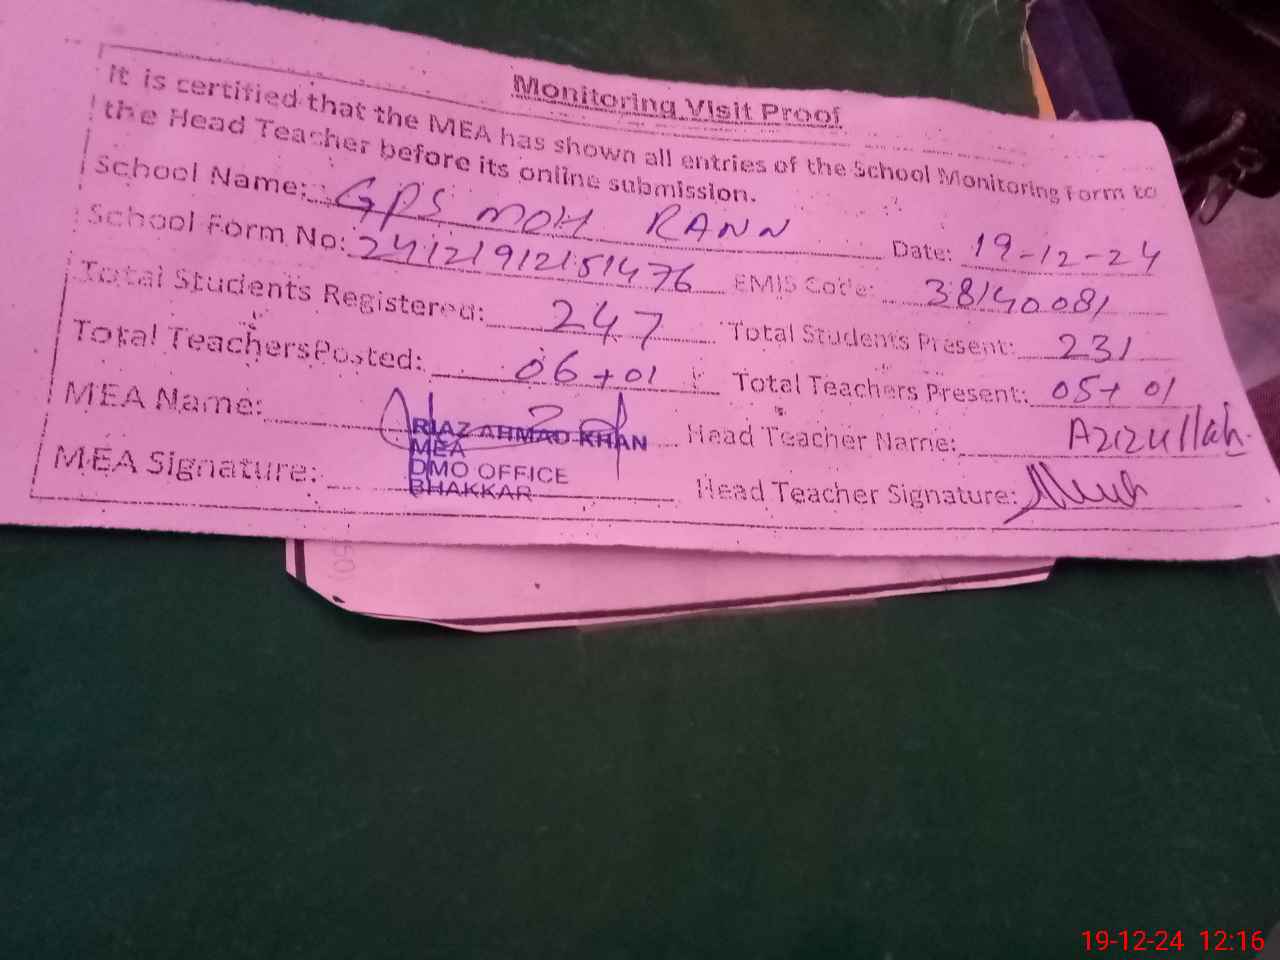 Monitoring Visit Proof
It is certified that the MEA has shown all entries of the School Monitoring Form to
the Head Teacher before its online submission.
School Name: GPS MOH RANN Date: 19-12-24
School Form No: 24121912151476 EMIS Code: 38140081
Total Students Registered: 247 Total Students Present: 231
Total Teachers Posted: 06+01 Total Teachers Present: 05+01
MEA Name: RIAZ AHMAD KHAN Head Teacher Name: Azizullah
MEA
MEA Signature: DMO OFFICE Head Teacher Signature:
BHAKKAR
19-12-24 12:16